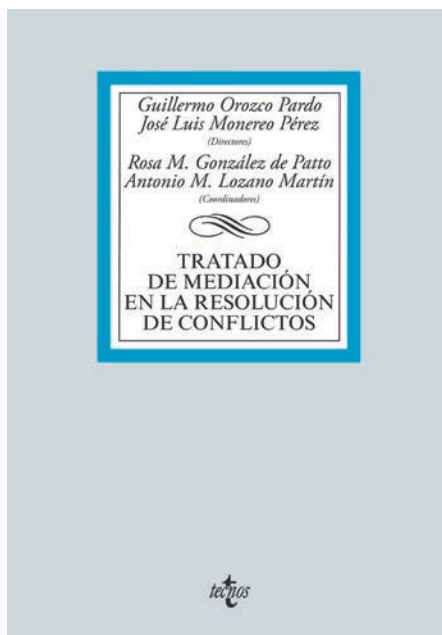 Guillermo Orozco Pardo
José Luis Monereo Pérez
(Directores)
Rosa M. González de Patto
Antonio M. Lozano Martín
(Coordinadores)
TRATADO
DE MEDIACIÓN
EN LA RESOLUCIÓN
DE CONFLICTOS
tecnos